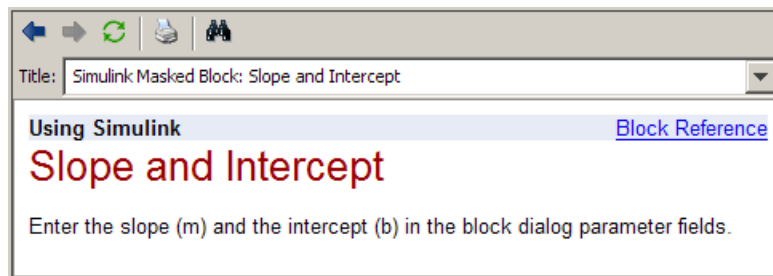 Title: Simulink Masked Block: Slope and Intercept
Using Simulink Block Reference
Slope and Intercept
Enter the slope (m) and the intercept (b) in the block dialog parameter fields.